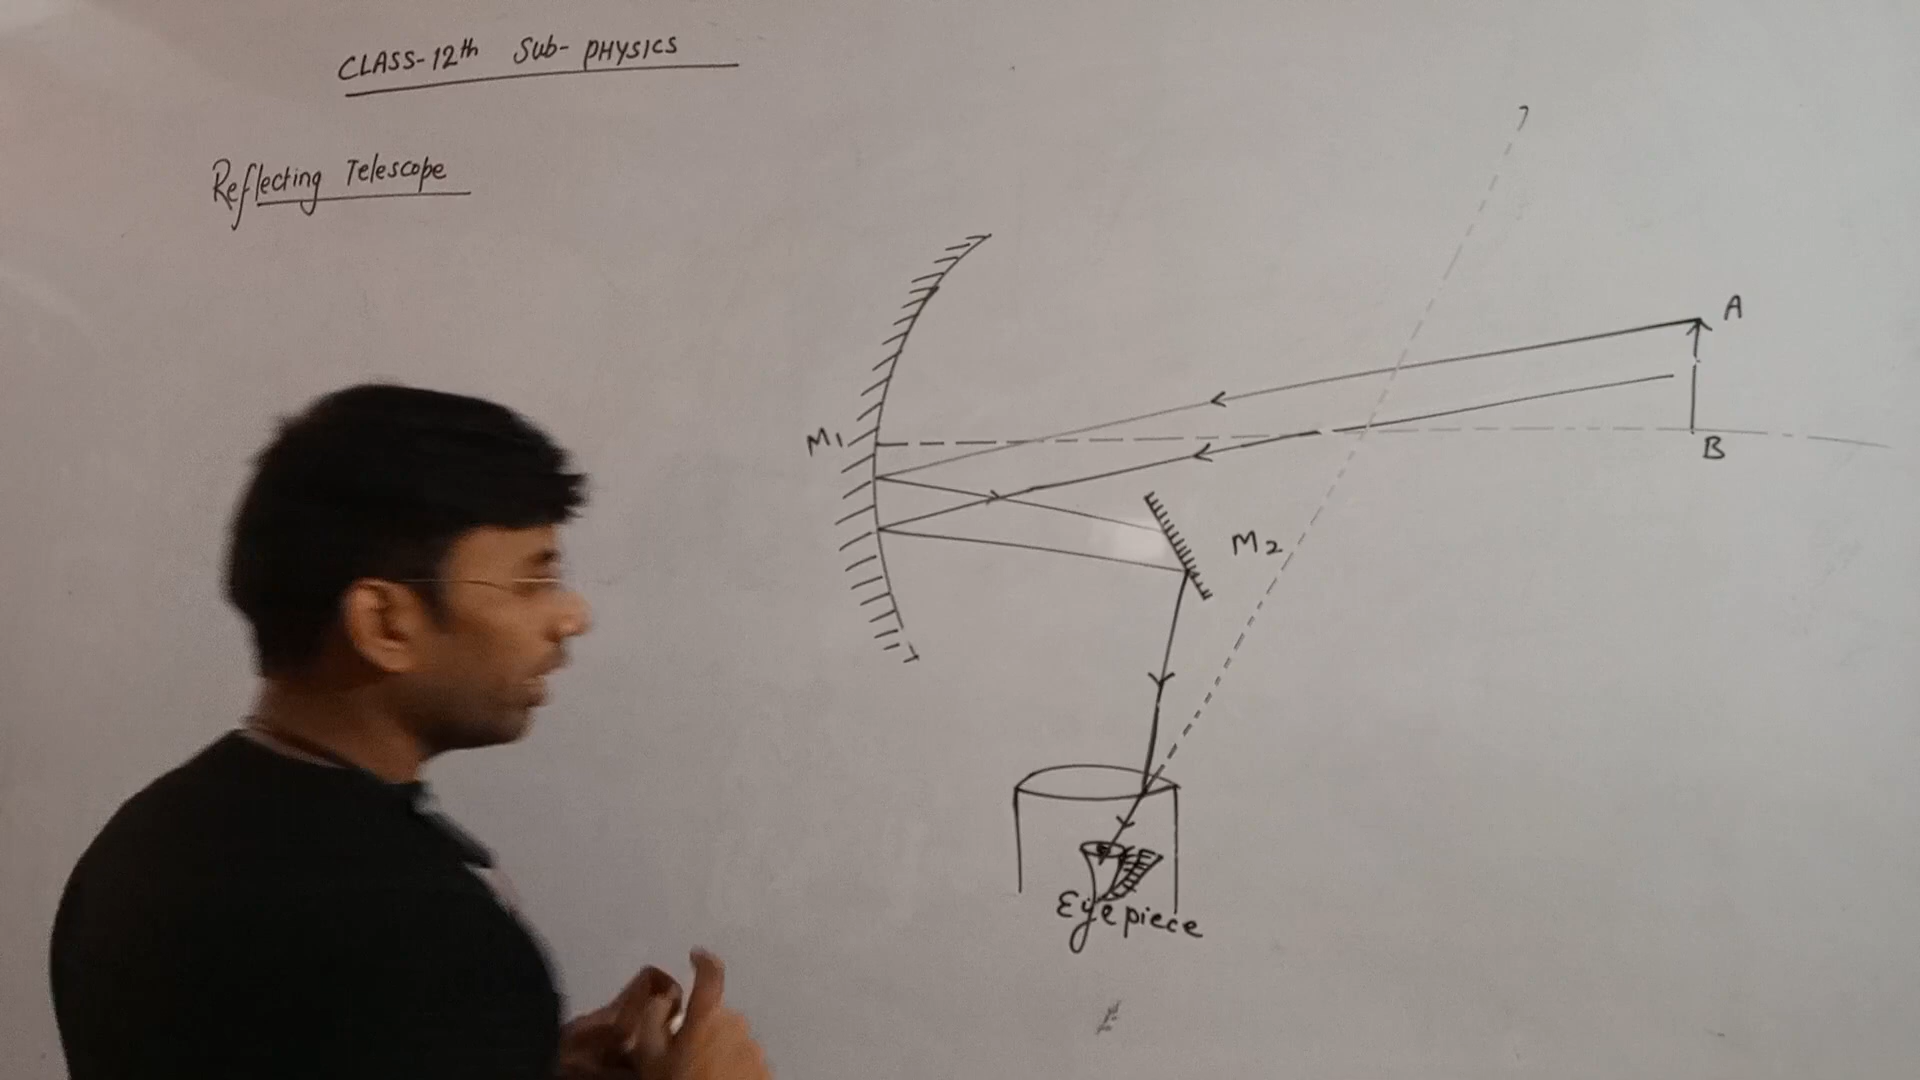 CLASS-12th Sub- PHYSICS
Reflecting Telescope
A
M1
B
M2
Eyepiece